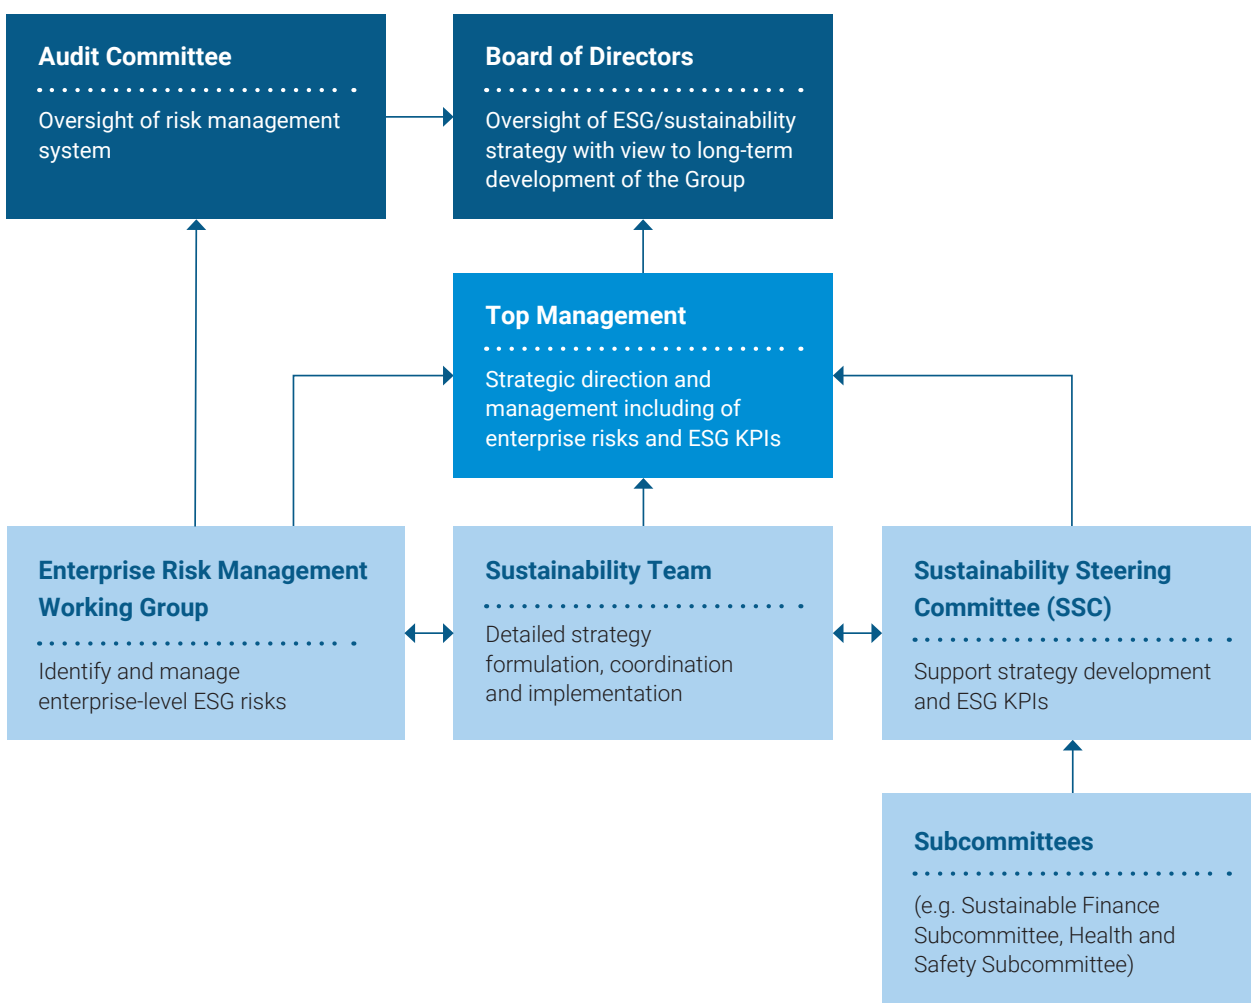 Audit Committee
Oversight of risk management
system
Board of Directors
Oversight of ESG/sustainability
strategy with view to long-term
development of the Group
Top Management
Strategic direction and
management including of
enterprise risks and ESG KPIs
Enterprise Risk Management
Working Group
Identify and manage
enterprise-level ESG risks
Sustainability Team
Detailed strategy
formulation, coordination
and implementation
Sustainability Steering
Committee (SSC)
Support strategy development
and ESG KPIs
Subcommittees
(e.g. Sustainable Finance
Subcommittee, Health and
Safety Subcommittee)